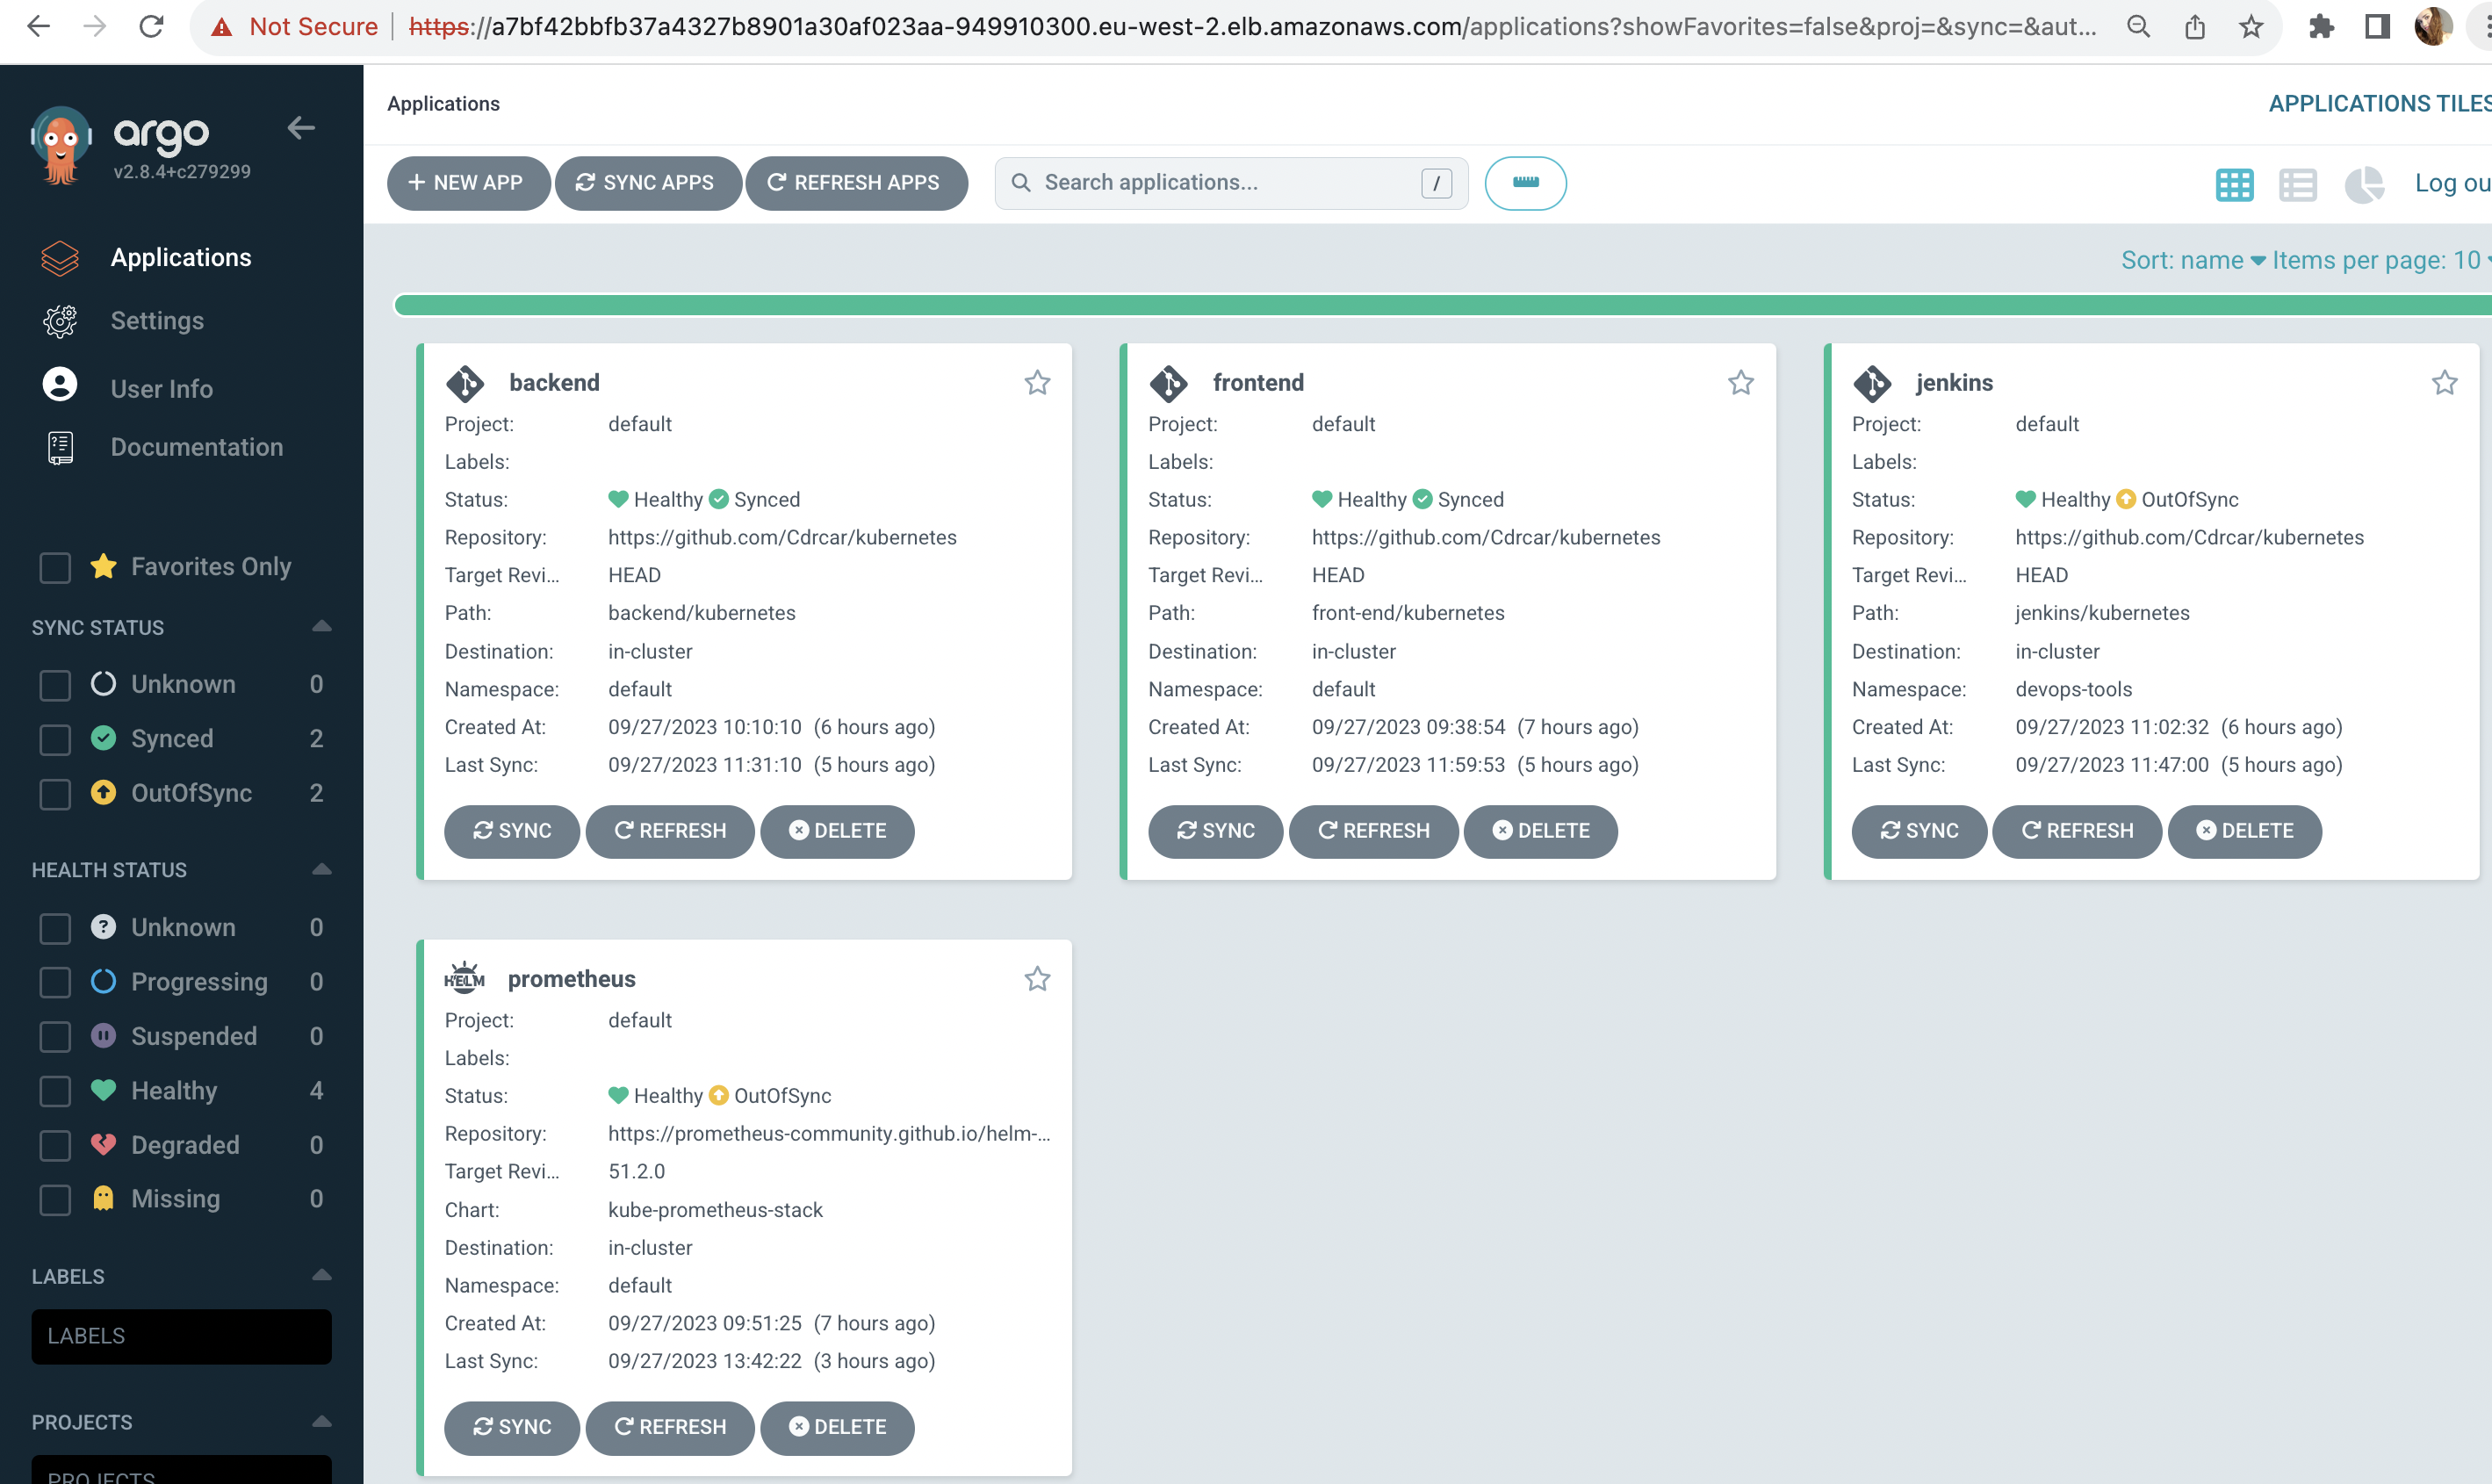 Not Secure https://a7bf42bbfb37a4327b8901a30af023aa-949910300.eu-west-2.elb.amazonaws.com/applications?showFavorites=false&proj=&sync=&aut...
argo
v2.8.4+c279299
Applications
Settings
User Info
Documentation
Favorites Only
SYNC STATUS
Unknown 0
Synced 2
OutOfSync 2
HEALTH STATUS
Unknown 0
Progressing 0
Suspended 0
Healthy 4
Degraded 0
Missing 0
LABELS
LABELS
PROJECTS
PROJECTS
Applications
APPLICATIONS TILES
+ NEW APP SYNC APPS REFRESH APPS Search applications... /
Log ou
Sort: name Items per page: 10
backend
Project: default
Labels:
Status: Healthy Synced
Repository: https://github.com/Cdrcar/kubernetes
Target Revi... HEAD
Path: backend/kubernetes
Destination: in-cluster
Namespace: default
Created At: 09/27/2023 10:10:10 (6 hours ago)
Last Sync: 09/27/2023 11:31:10 (5 hours ago)
SYNC REFRESH DELETE
frontend
Project: default
Labels:
Status: Healthy Synced
Repository: https://github.com/Cdrcar/kubernetes
Target Revi... HEAD
Path: front-end/kubernetes
Destination: in-cluster
Namespace: default
Created At: 09/27/2023 09:38:54 (7 hours ago)
Last Sync: 09/27/2023 11:59:53 (5 hours ago)
SYNC REFRESH DELETE
jenkins
Project: default
Labels:
Status: Healthy OutOfSync
Repository: https://github.com/Cdrcar/kubernetes
Target Revi... HEAD
Path: jenkins/kubernetes
Destination: in-cluster
Namespace: devops-tools
Created At: 09/27/2023 11:02:32 (6 hours ago)
Last Sync: 09/27/2023 11:47:00 (5 hours ago)
SYNC REFRESH DELETE
HELM
prometheus
Project: default
Labels:
Status: Healthy OutOfSync
Repository: https://prometheus-community.github.io/helm-...
Target Revi... 51.2.0
Chart: kube-prometheus-stack
Destination: in-cluster
Namespace: default
Created At: 09/27/2023 09:51:25 (7 hours ago)
Last Sync: 09/27/2023 13:42:22 (3 hours ago)
SYNC REFRESH DELETE